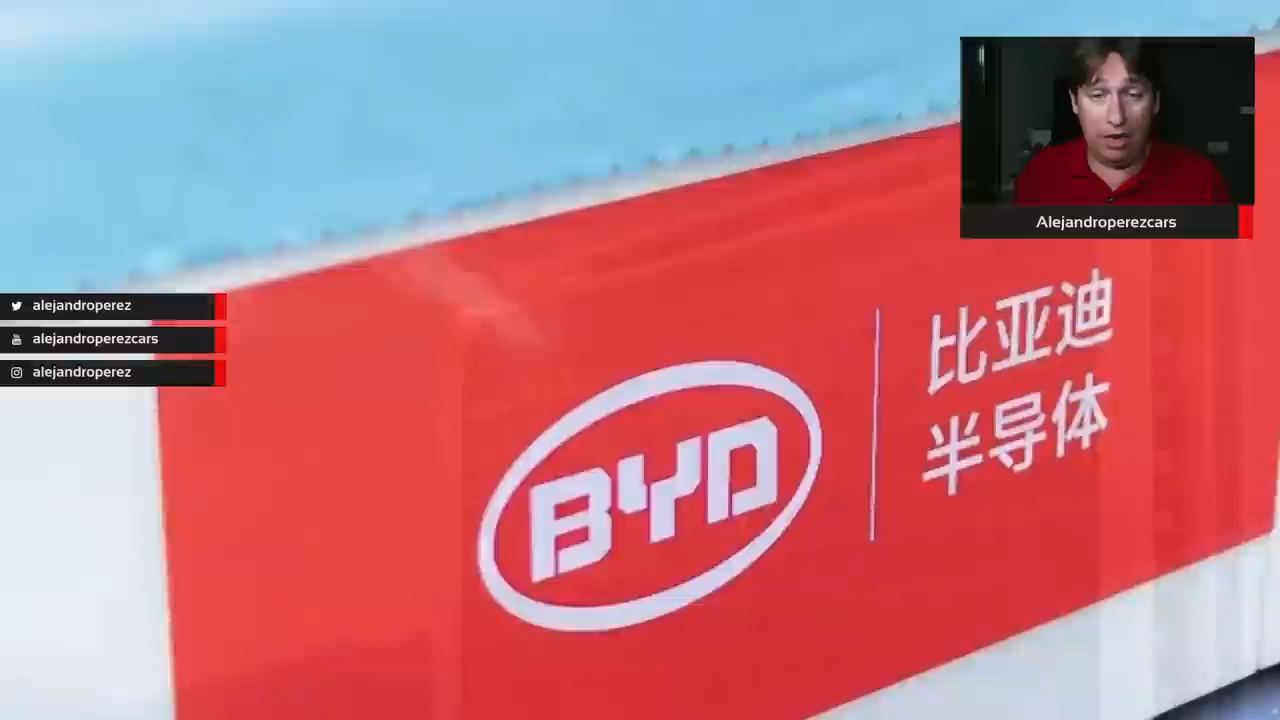 Alejandroperezcars
alejandroperez
alejandroperezcars
alejandroperez
BYD
比亚迪
半导体